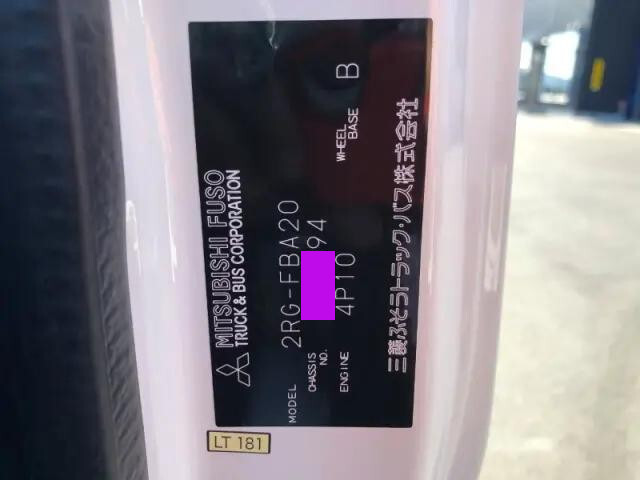 MITSUBISHI FUSO
TRUCK & BUS CORPORATION
MODEL 2RG-FBA20
CHASSIS NO. 94
ENGINE 4P10 WHEEL BASE B
三菱ふそうトラック・バス株式会社
LT 181